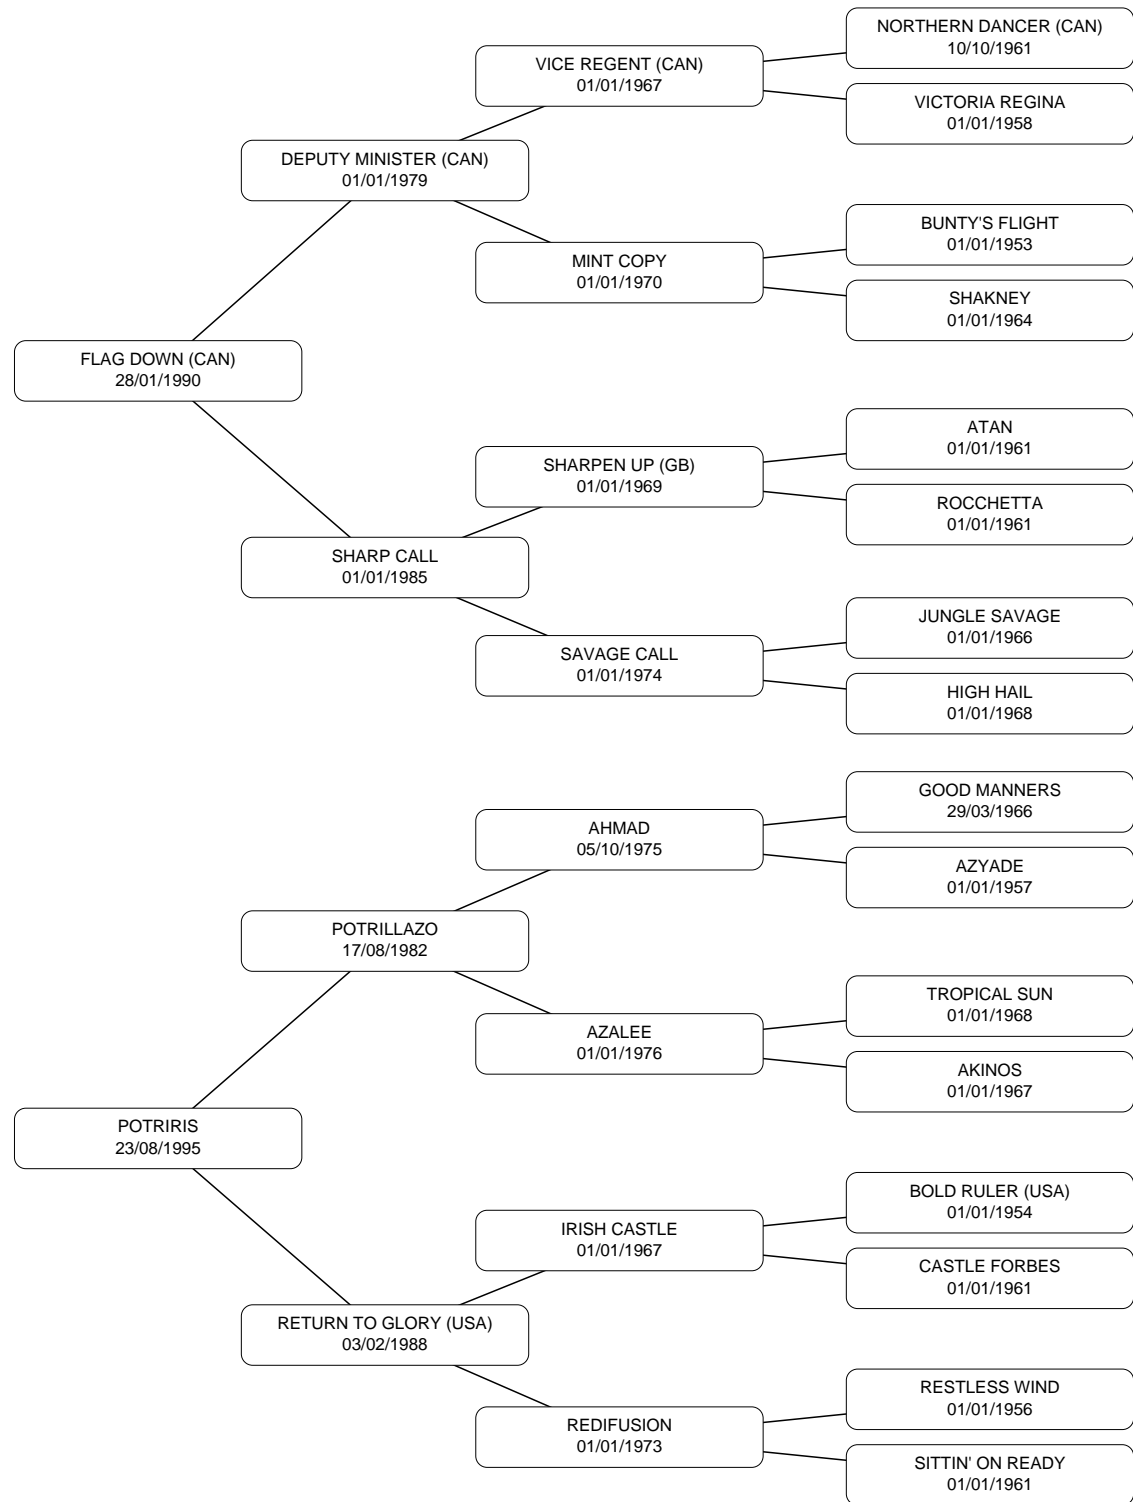 NORTHERN DANCER (CAN)
10/10/1961
VICE REGENT (CAN)
01/01/1967
VICTORIA REGINA
01/01/1958
DEPUTY MINISTER (CAN)
01/01/1979
BUNTY'S FLIGHT
01/01/1953
MINT COPY
01/01/1970
SHAKNEY
01/01/1964
FLAG DOWN (CAN)
28/01/1990
ATAN
01/01/1961
SHARPEN UP (GB)
01/01/1969
ROCCHETTA
01/01/1961
SHARP CALL
01/01/1985
JUNGLE SAVAGE
01/01/1966
SAVAGE CALL
01/01/1974
HIGH HAIL
01/01/1968
GOOD MANNERS
29/03/1966
AHMAD
05/10/1975
AZYADE
01/01/1957
POTRILLAZO
17/08/1982
TROPICAL SUN
01/01/1968
AZALEE
01/01/1976
AKINOS
01/01/1967
POTRIRIS
23/08/1995
BOLD RULER (USA)
01/01/1954
IRISH CASTLE
01/01/1967
CASTLE FORBES
01/01/1961
RETURN TO GLORY (USA)
03/02/1988
RESTLESS WIND
01/01/1956
REDIFUSION
01/01/1973
SITTIN' ON READY
01/01/1961